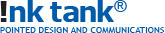 !nk tank®
POINTED DESIGN AND COMMUNICATIONS